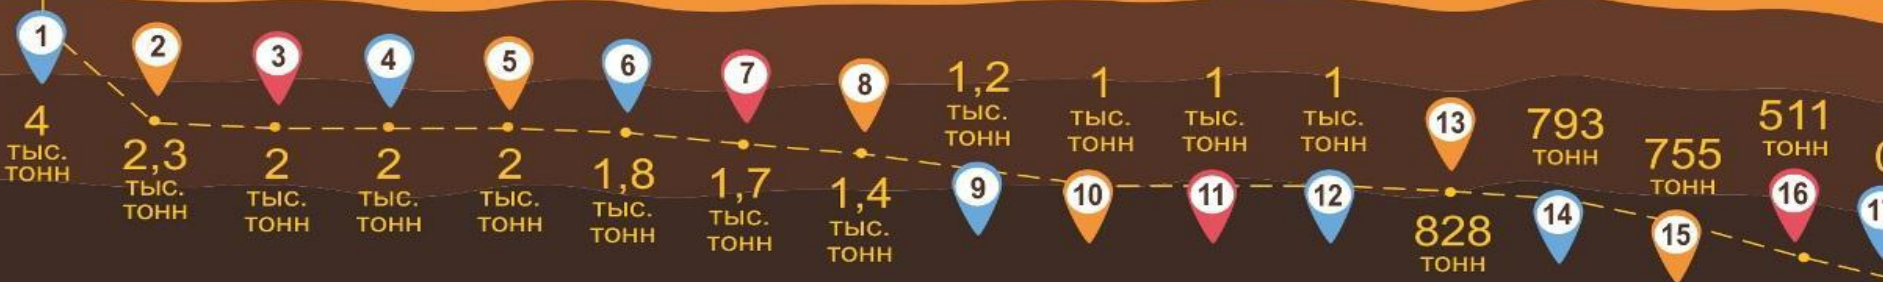 1
4
тыс.
тонн
2
2,3
тыс.
тонн
3
2
тыс.
тонн
4
2
тыс.
тонн
5
2
тыс.
тонн
6
1,8
тыс.
тонн
7
1,7
тыс.
тонн
8
1,4
тыс.
тонн
1,2
тыс.
тонн
9
1
тыс.
тонн
10
1
тыс.
тонн
11
1
тыс.
тонн
12
13
828
тонн
793
тонн
14
755
тонн
15
511
тонн
16